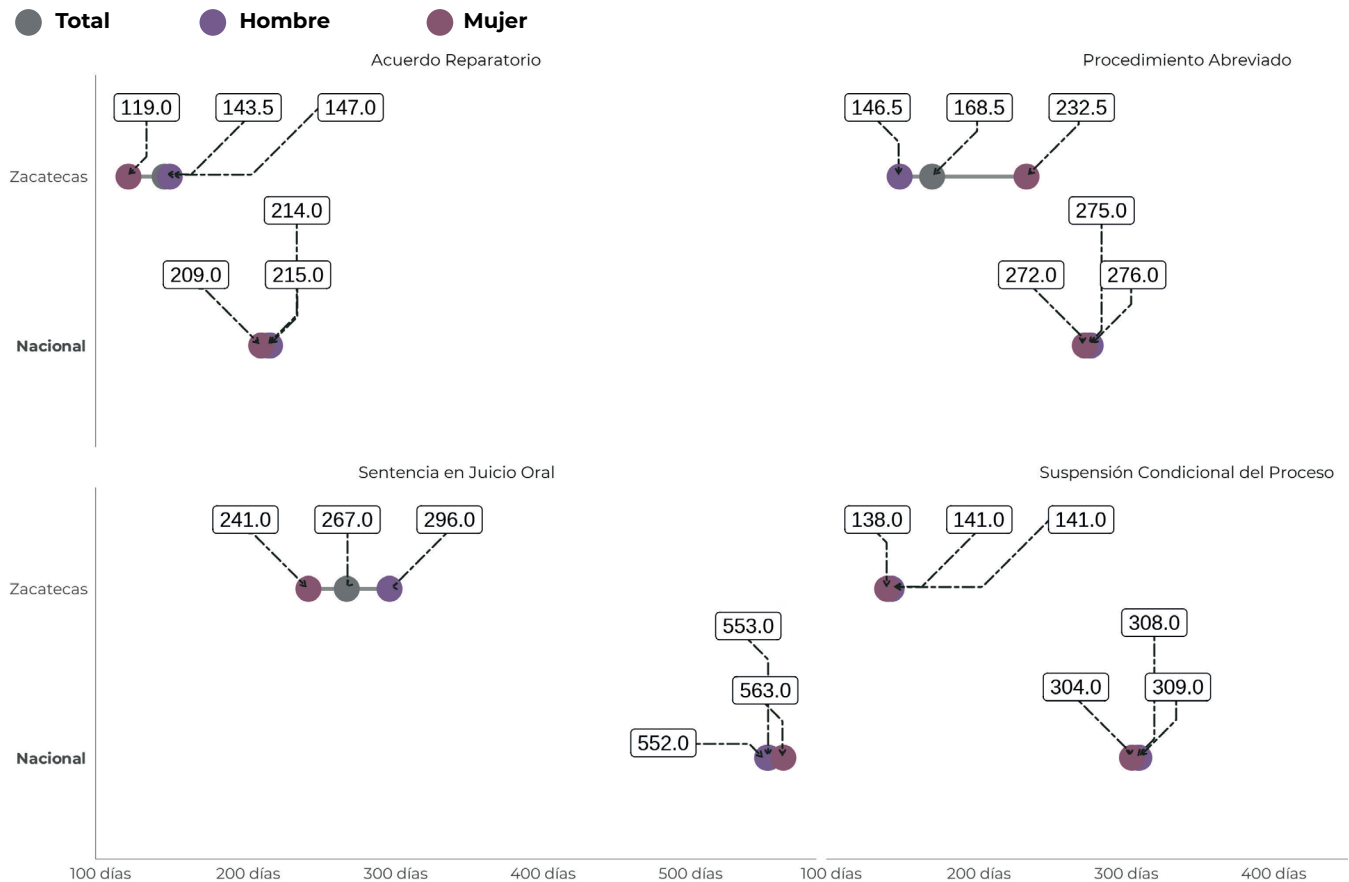 Total Hombre Mujer
Acuerdo Reparatorio
119.0 143.5 147.0
Zacatecas
214.0
209.0 215.0
Nacional
Procedimiento Abreviado
146.5 168.5 232.5
275.0
272.0 276.0
Sentencia en Juicio Oral
241.0 267.0 296.0
Zacatecas
553.0
563.0
552.0
Nacional
Suspensión Condicional del Proceso
138.0 141.0 141.0
308.0
304.0 309.0
100 días 200 días 300 días 400 días 500 días 100 días 200 días 300 días 400 días